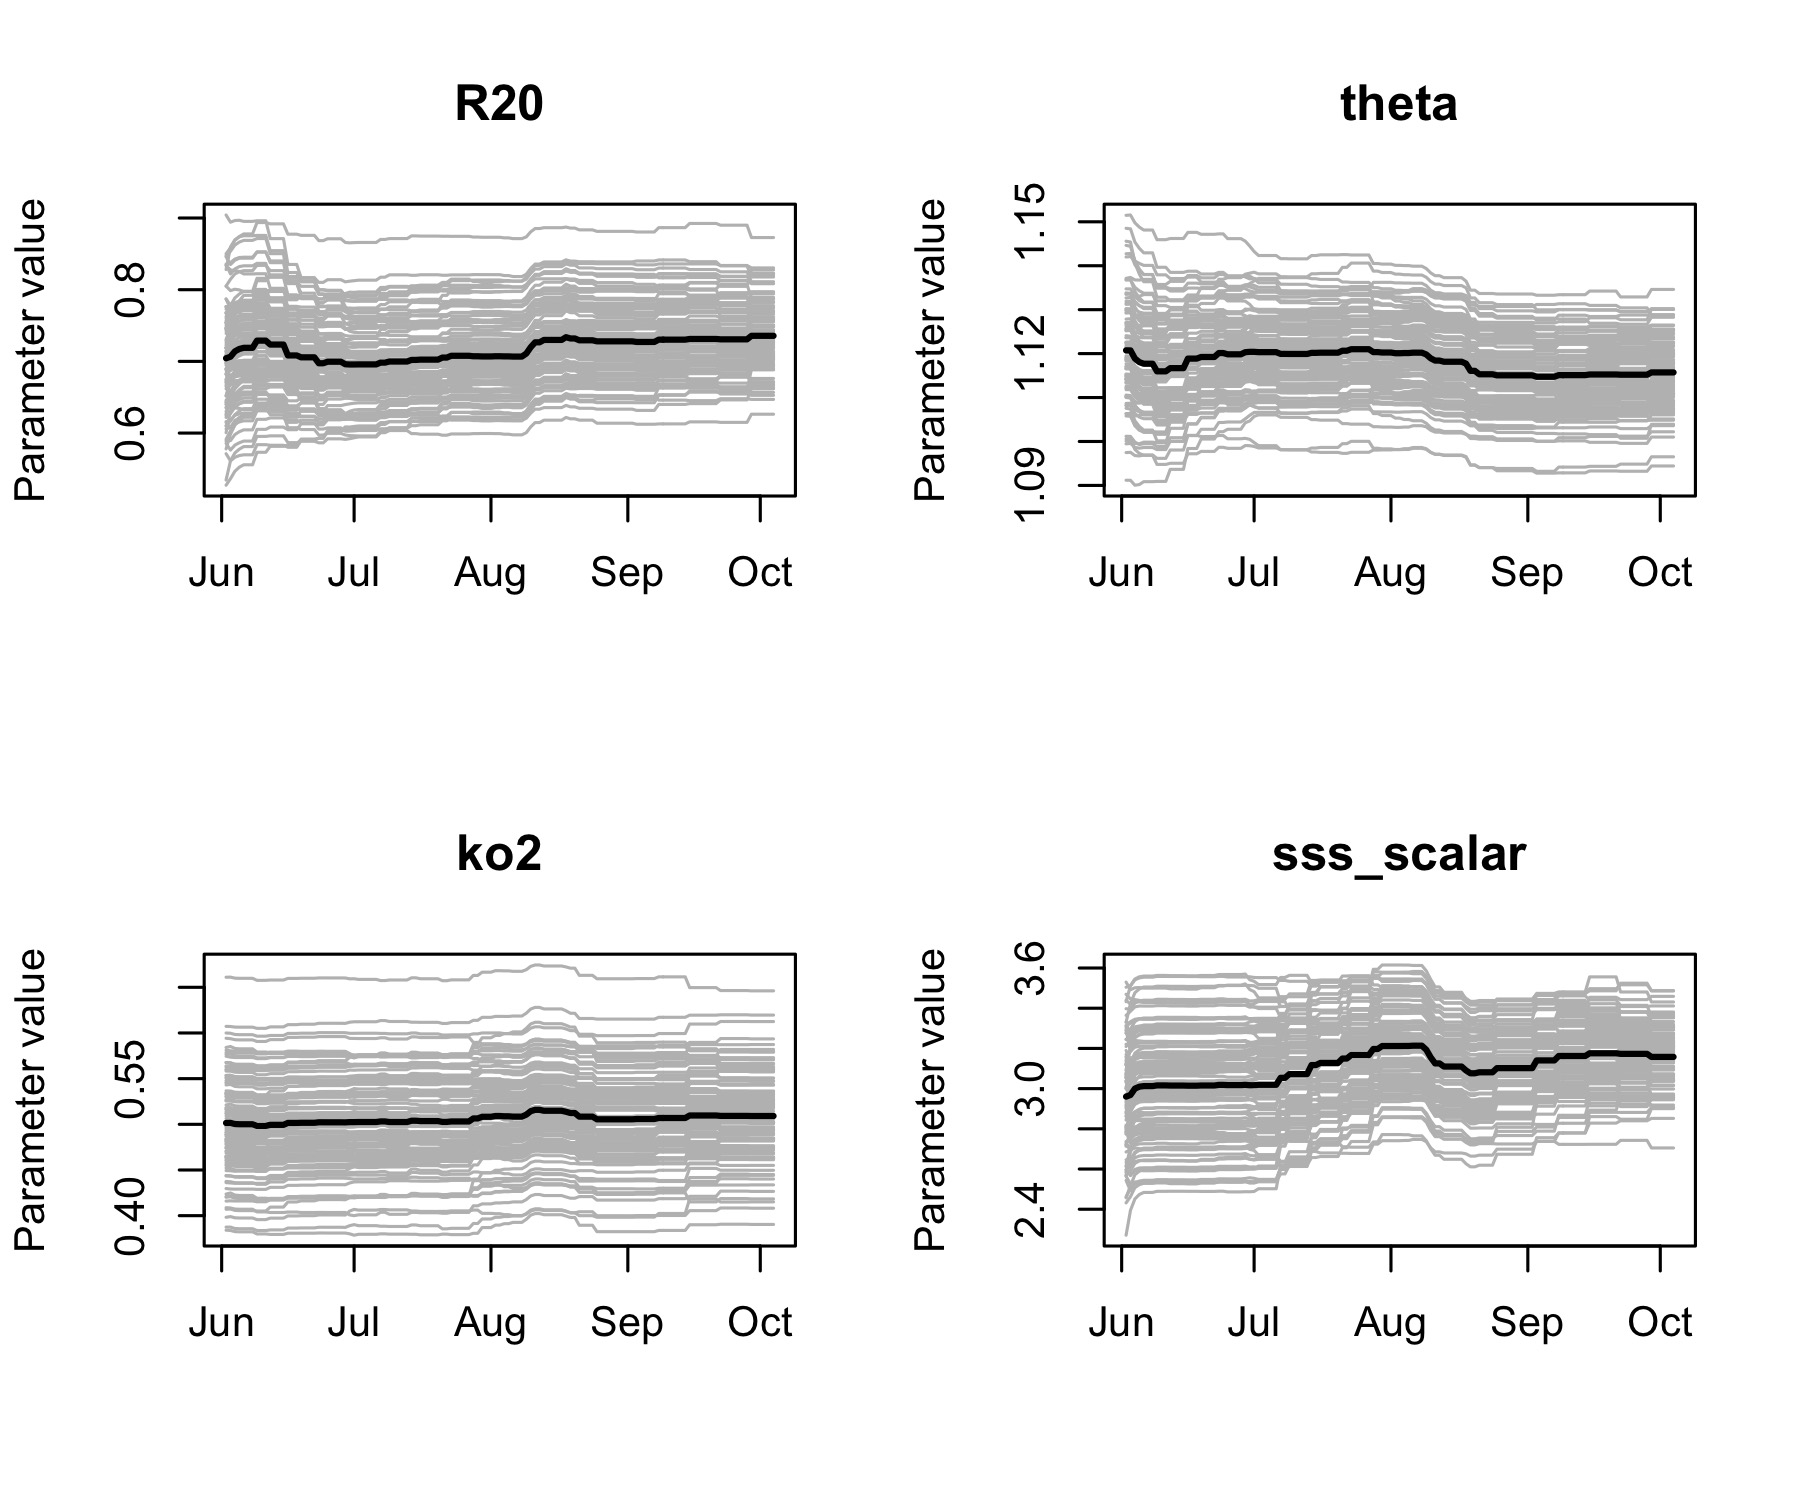 R20
Parameter value
0.8
0.6
Jun Jul Aug Sep Oct
theta
Parameter value
1.15
1.12
1.09
Jun Jul Aug Sep Oct
ko2
Parameter value
0.55
0.40
Jun Jul Aug Sep Oct
sss_scalar
Parameter value
3.6
3.0
2.4
Jun Jul Aug Sep Oct